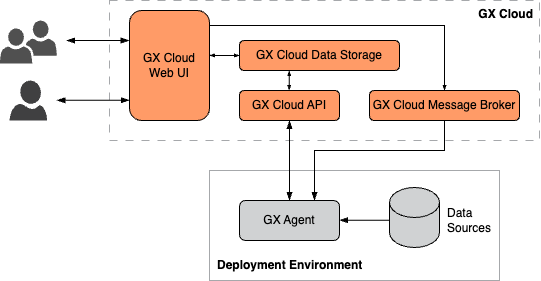 GX Cloud
GX Cloud
Web UI
GX Cloud Data Storage
GX Cloud API
GX Cloud Message Broker
GX Agent
Data
Sources
Deployment Environment